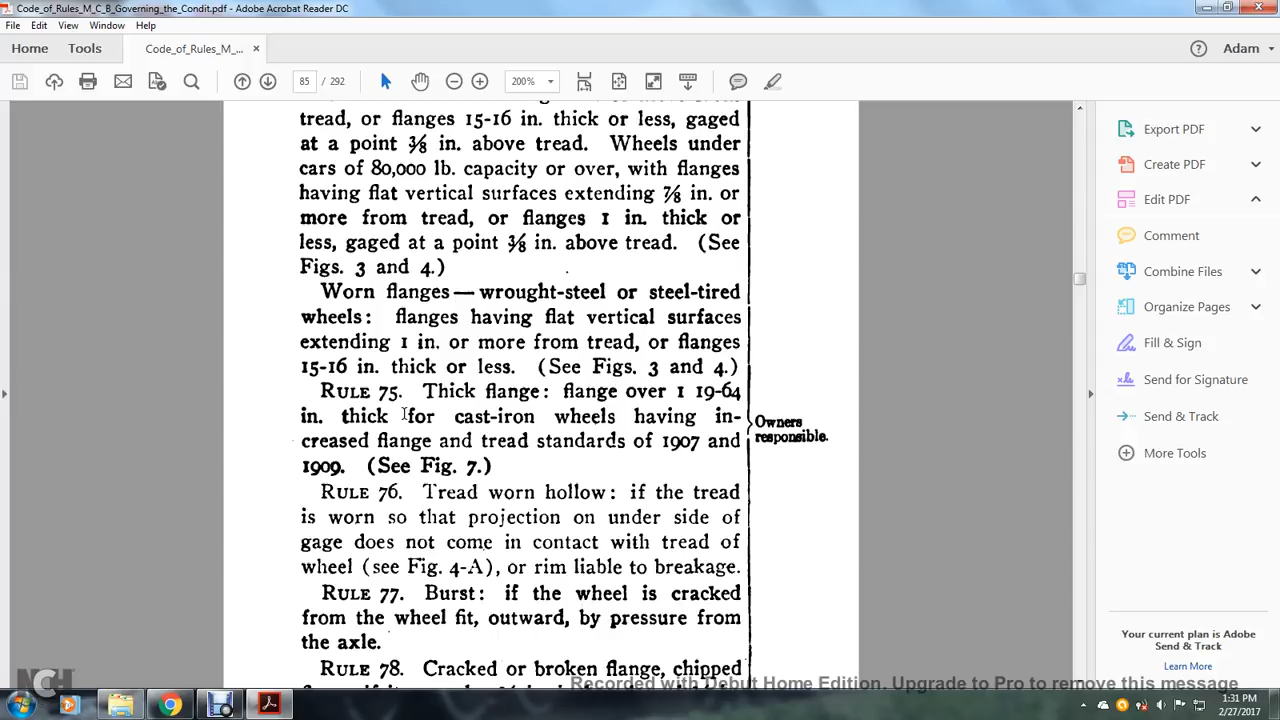 Code_of_Rules_M_C_B_Governing_the_Condit.pdf - Adobe Acrobat Reader DC
File Edit View Window Help
Home Tools Code_of_Rules_M_... × Adam
85 / 292 200%
tread, or flanges 15-16 in. thick or less, gaged
at a point ⅜ in. above tread. Wheels under
cars of 80,000 lb. capacity or over, with flanges
having flat vertical surfaces extending ⅞ in. or
more from tread, or flanges 1 in. thick or
less, gaged at a point ⅜ in. above tread. (See
Figs. 3 and 4.)
Worn flanges—wrought-steel or steel-tired
wheels: flanges having flat vertical surfaces
extending 1 in. or more from tread, or flanges
15-16 in. thick or less. (See Figs. 3 and 4.)
RULE 75. Thick flange: flange over 1 19-64
in. thick for cast-iron wheels having in-
creased flange and tread standards of 1907 and
1909. (See Fig. 7.)
RULE 76. Tread worn hollow: if the tread
is worn so that projection on under side of
gage does not come in contact with tread of
wheel (see Fig. 4-A), or rim liable to breakage.
RULE 77. Burst: if the wheel is cracked
from the wheel fit, outward, by pressure from
the axle.
RULE 78. Cracked or broken flange, chipped
Owners
responsible.
Export PDF
Create PDF
Edit PDF
Comment
Combine Files
Organize Pages
Fill & Sign
Send for Signature
Send & Track
More Tools
Your current plan is Adobe
Send & Track
Learn More
NCH
Recorded with Debut Home Edition. Upgrade to Pro to remove this message
1:31 PM
2/27/2017